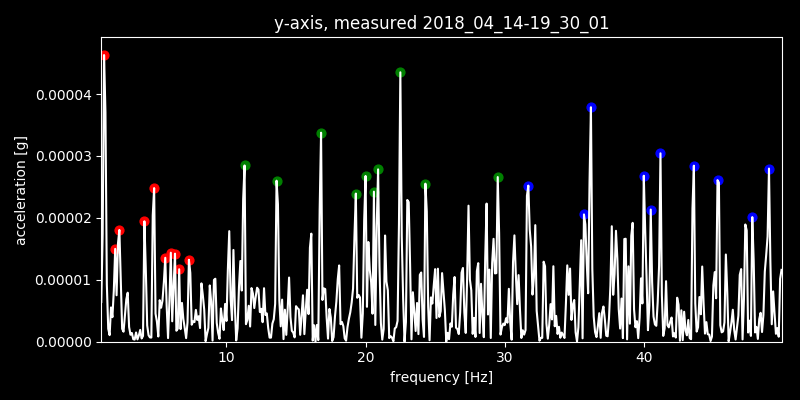 y-axis, measured 2018_04_14-19_30_01
acceleration [g]
0.00004
0.00003
0.00002
0.00001
0.00000
10 20 30 40
frequency [Hz]